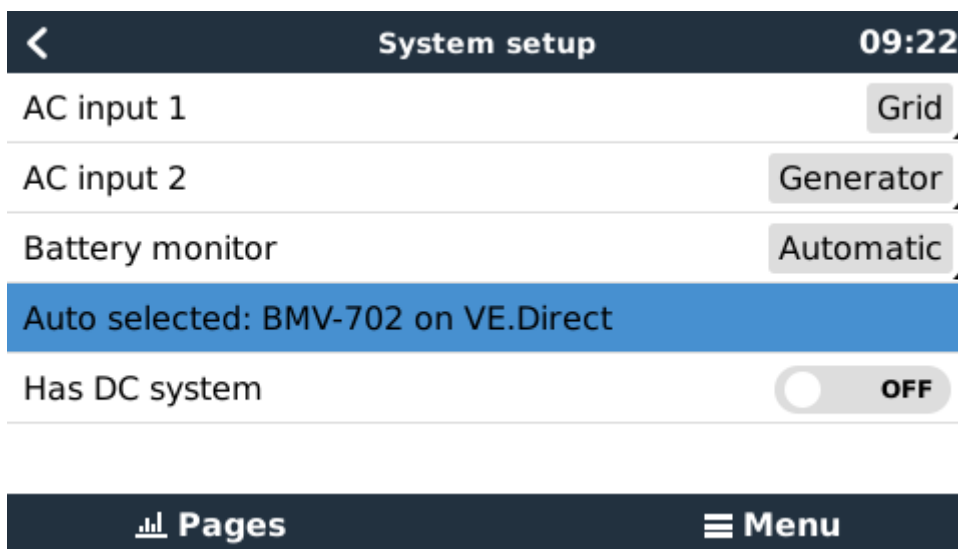 System setup 09:22
AC input 1 Grid
AC input 2 Generator
Battery monitor Automatic
Auto selected: BMV-702 on VE.Direct
Has DC system OFF
Pages Menu